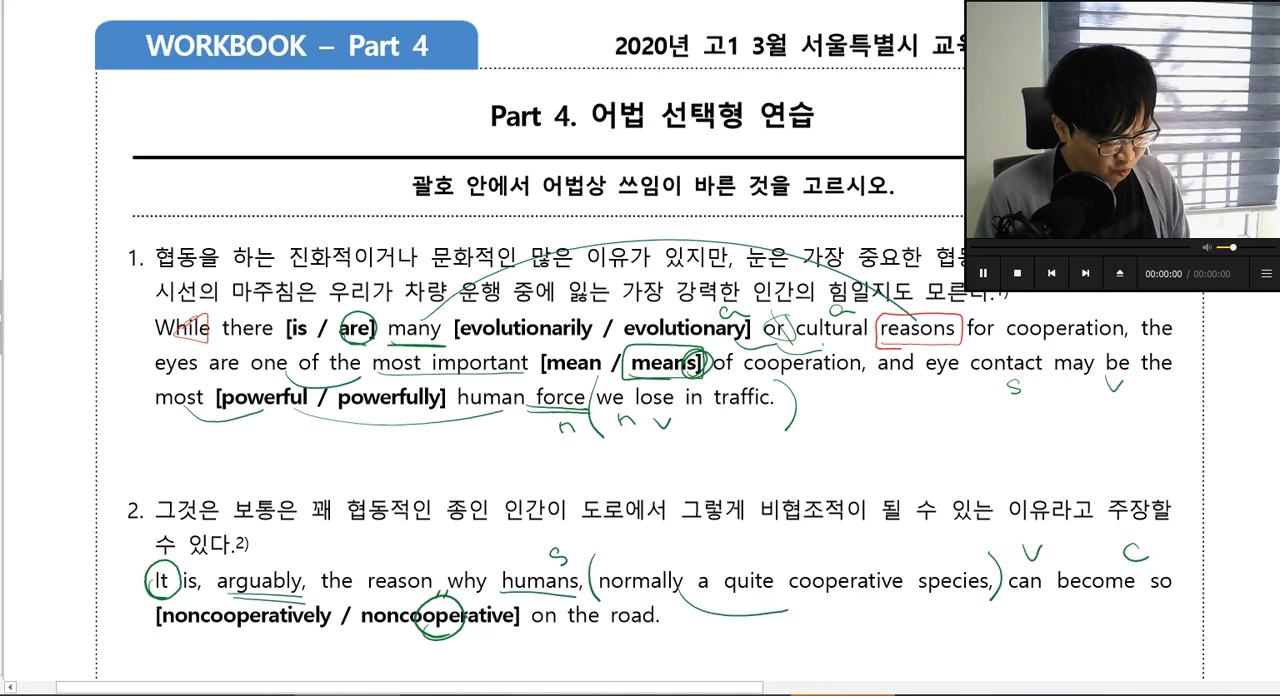 WORKBOOK – Part 4
2020년 고1 3월 서울특별시 교육
Part 4. 어법 선택형 연습
괄호 안에서 어법상 쓰임이 바른 것을 고르시오.
1. 협동을 하는 진화적이거나 문화적인 많은 이유가 있지만, 눈은 가장 중요한
시선의 마주침은 우리가 차량 운행 중에 잃는 가장 강력한 인간의 힘일지도 모른다.1)
While there [is / are] many [evolutionarily / evolutionary] or cultural reasons for cooperation, the
eyes are one of the most important [mean / means] of cooperation, and eye contact may be the
most [powerful / powerfully] human force we lose in traffic.
a a
S V
n n v
2. 그것은 보통은 꽤 협동적인 종인 인간이 도로에서 그렇게 비협조적이 될 수 있는 이유라고 주장할
수 있다.2)
S V C
It is, arguably, the reason why humans, normally a quite cooperative species, can become so
[noncooperatively / noncooperative] on the road.
00:00:00 / 00:00:00